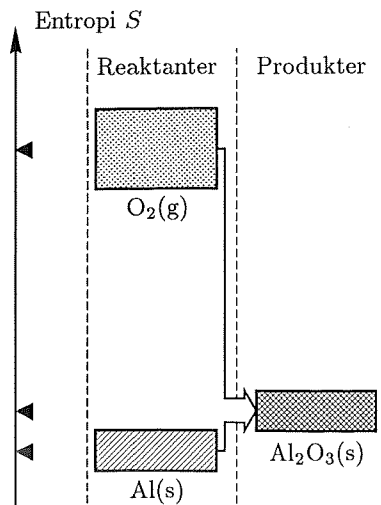 Entropi S
Reaktanter
Produkter
O₂(g)
Al₂O₃(s)
Al(s)